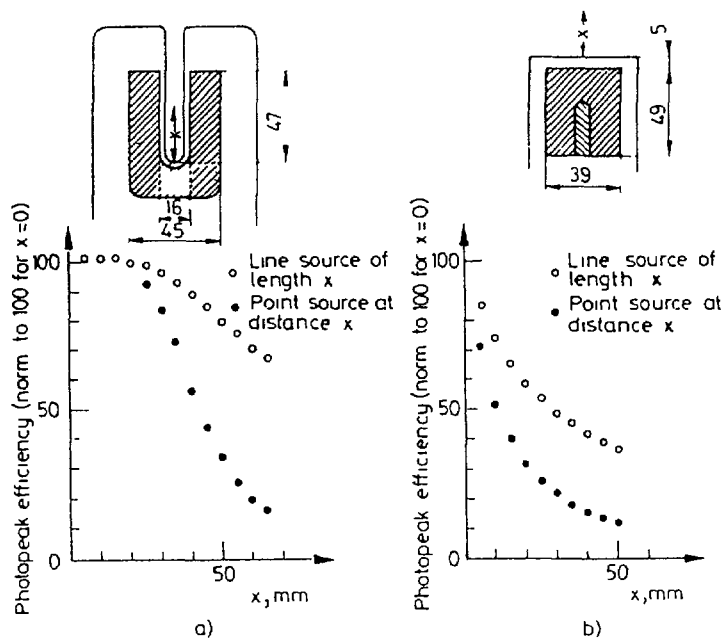 x
47
16
45
x
5
49
39
Photopeak efficiency (norm to 100 for x=0)
100
50
0
○ Line source of
length x
● Point source at
distance x
50
x, mm
a)
Photopeak efficiency (norm to 100 for x=0)
100
50
0
○ Line source of
length x
● Point source at
distance x
50
x, mm
b)